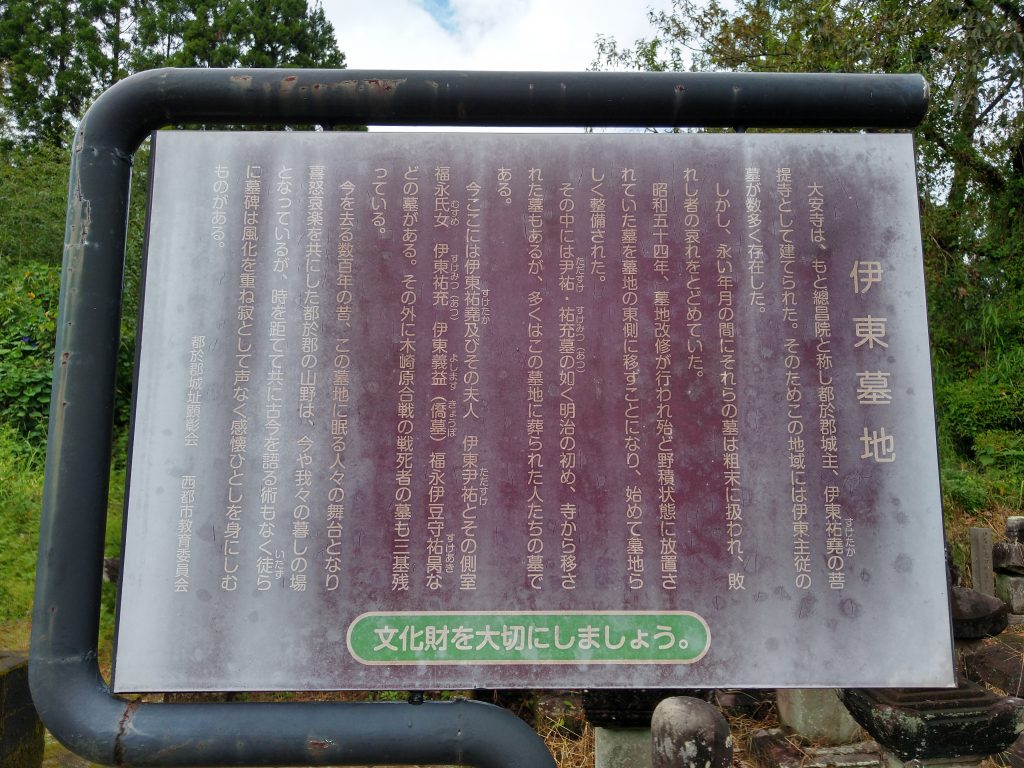 伊東墓地
大安寺は、もと總昌院と称し都於郡城主、伊東祐堯の菩
提寺として建てられた。そのためこの地域には伊東主従の
墓が数多く存在した。
しかし、永い年月の間にそれらの墓は粗末に扱われ、敗
れし者の哀れをとどめていた。
昭和五十四年、墓地改修が行われ殆ど野積状態に放置さ
れていた墓を墓地の東側に移すことになり、始めて墓地ら
しく整備された。
その中には尹祐・祐充墓の如く明治の初め、寺から移さ
れた墓もあるが、多くはこの墓地に葬られた人たちの墓で
ある。
今ここには伊東祐堯及びその夫人　伊東尹祐とその側室
福永氏女　伊東祐充　伊東義益（僑墓）福永伊豆守祐炅な
どの墓がある。その外に木崎原合戦の戦死者の墓も三基残
っている。
今を去る数百年の昔、この墓地に眠る人々の舞台となり
喜怒哀楽を共にした都於郡の山野は、今や我々の暮しの場
となっているが、時を距てて共に古今を語る術もなく徒ら
に墓碑は風化を重ね寂として声なく感懐ひとしを身にしむ
ものがある。
都於郡城址顕彰会　西都市教育委員会
文化財を大切にしましょう。